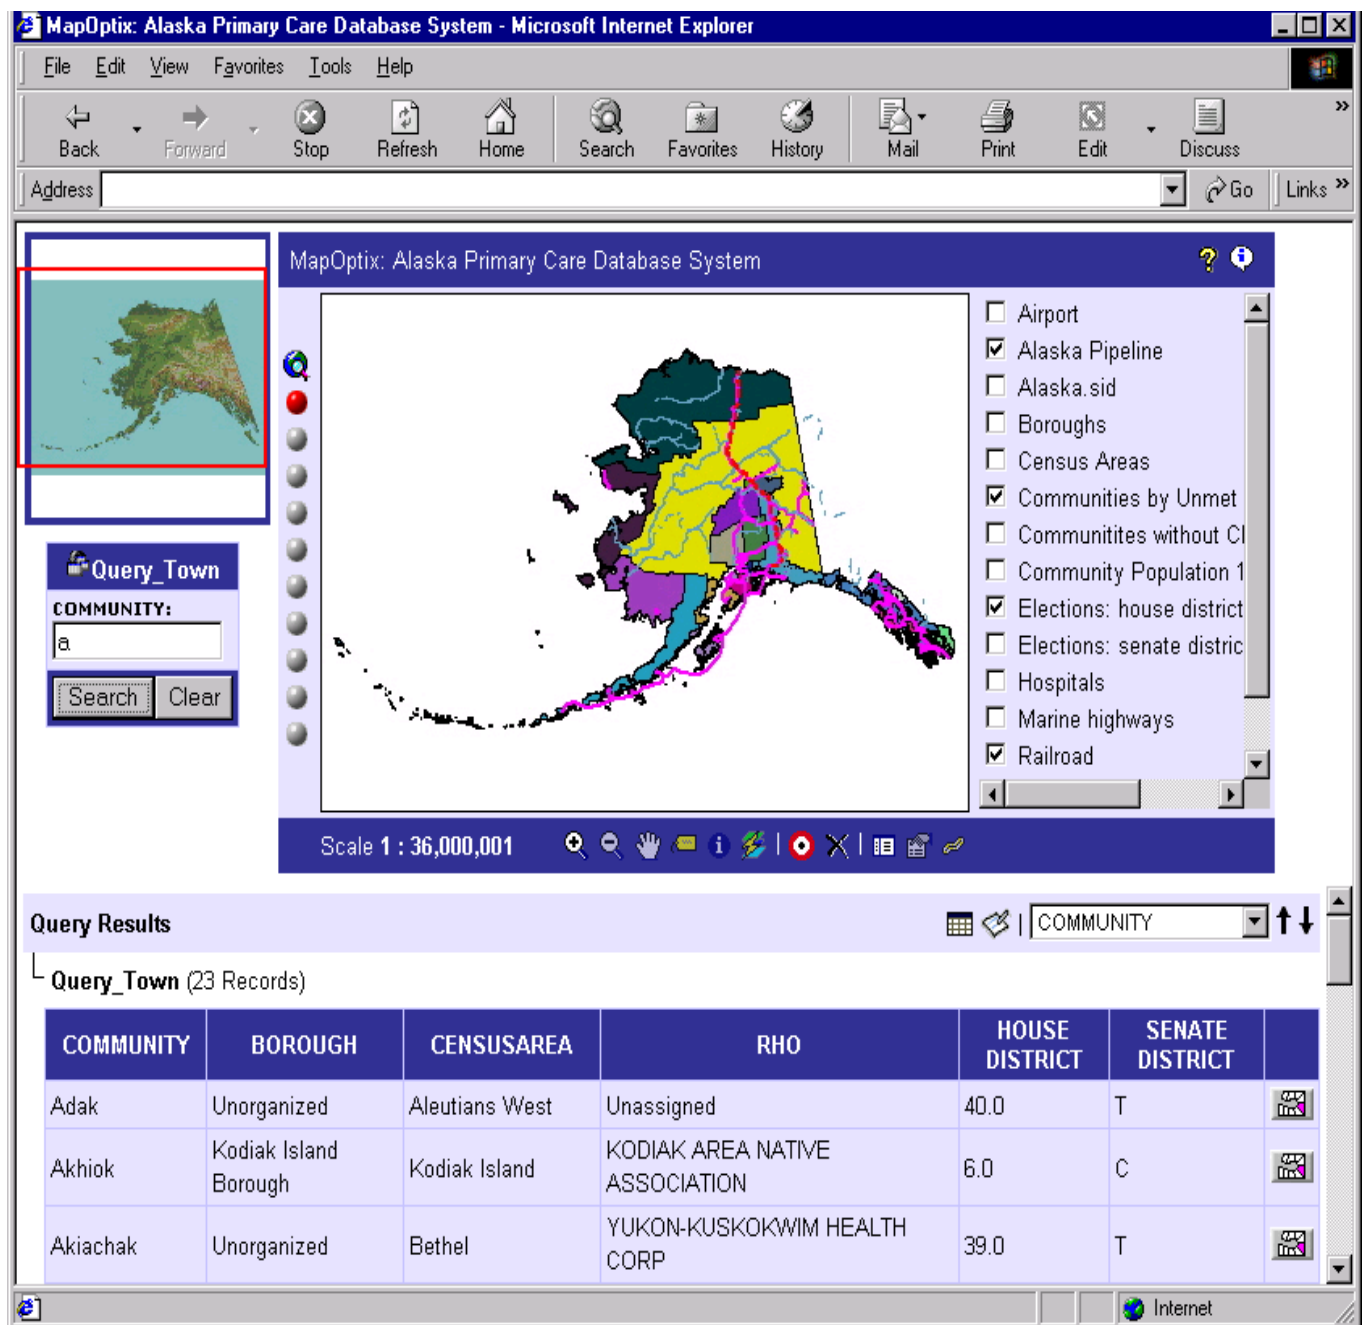 MapOptix: Alaska Primary Care Database System - Microsoft Internet Explorer
File Edit View Favorites Tools Help
Back Forward Stop Refresh Home Search Favorites History Mail Print Edit Discuss
Address Go Links
MapOptix: Alaska Primary Care Database System
Airport
Alaska Pipeline
Alaska.sid
Boroughs
Census Areas
Communities by Unmet
Communitites without Cl
Community Population 1
Elections: house district
Elections: senate distric
Hospitals
Marine highways
Railroad
Query_Town
COMMUNITY:
a
Search Clear
Scale 1 : 36,000,001
Query Results
COMMUNITY
Query_Town (23 Records)
COMMUNITY BOROUGH CENSUSAREA RHO HOUSE DISTRICT SENATE DISTRICT
Adak Unorganized Aleutians West Unassigned 40.0 T
Akhiok Kodiak Island Borough Kodiak Island KODIAK AREA NATIVE ASSOCIATION 6.0 C
Akiachak Unorganized Bethel YUKON-KUSKOKWIM HEALTH CORP 39.0 T
Internet